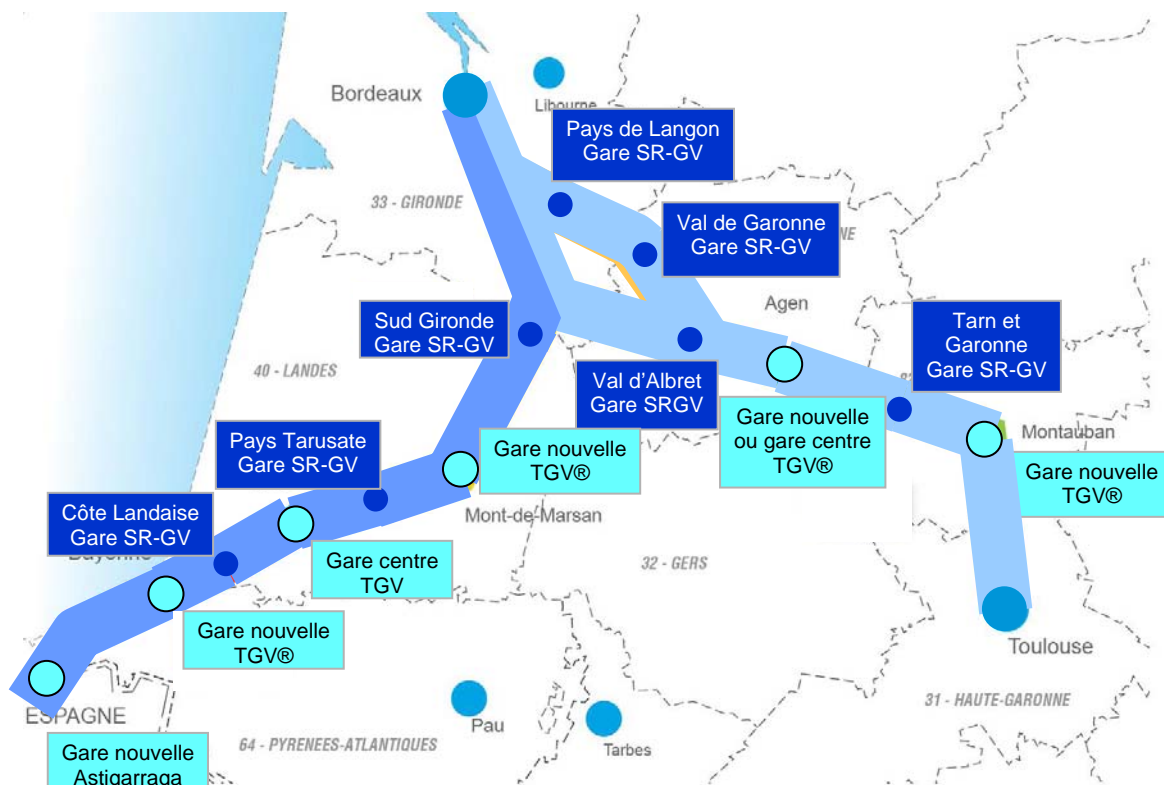 Bordeaux
Libourne
Pays de Langon
Gare SR-GV
33 - GIRONDE
Val de Garonne
Gare SR-GV
NE
Agen
Sud Gironde
Gare SR-GV
Tarn et
Garonne
Gare SR-GV
40 - LANDES
Val d'Albret
Gare SRGV
Gare nouvelle
ou gare centre
TGV®
Pays Tarusate
Gare SR-GV
Gare nouvelle
TGV®
Montauban
Gare nouvelle
TGV®
Côte Landaise
Gare SR-GV
Mont-de-Marsan
Bayonne
Gare centre
TGV
32 - GERS
Gare nouvelle
TGV®
Toulouse
31 - HAUTE-GARONNE
ESPAGNE
Pau
64 - PYRENEES-ATLANTIQUES
Tarbes
Gare nouvelle
Astigarraga